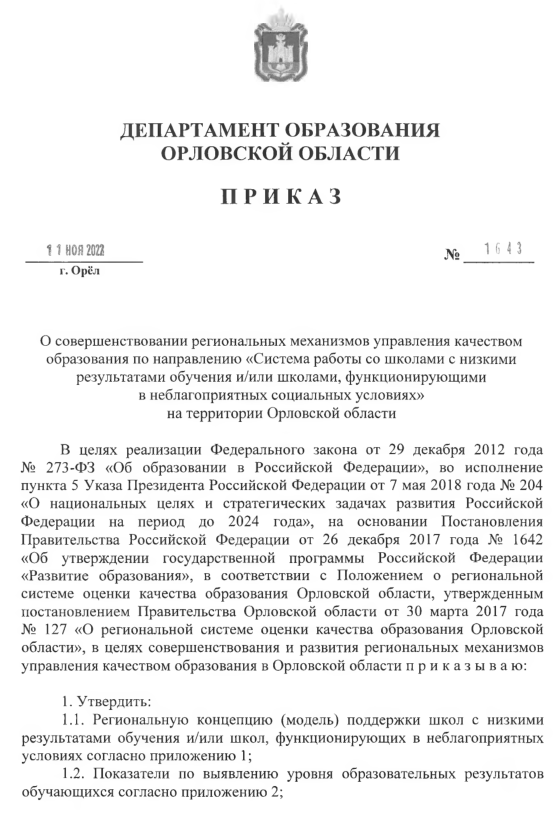 ДЕПАРТАМЕНТ ОБРАЗОВАНИЯ
ОРЛОВСКОЙ ОБЛАСТИ
П Р И К А З
11 НОЯ 2022
№ 1643
г. Орёл
О совершенствовании региональных механизмов управления качеством
образования по направлению «Система работы со школами с низкими
результатами обучения и/или школами, функционирующими
в неблагоприятных социальных условиях»
на территории Орловской области
В целях реализации Федерального закона от 29 декабря 2012 года
№ 273-ФЗ «Об образовании в Российской Федерации», во исполнение
пункта 5 Указа Президента Российской Федерации от 7 мая 2018 года № 204
«О национальных целях и стратегических задачах развития Российской
Федерации на период до 2024 года», на основании Постановления
Правительства Российской Федерации от 26 декабря 2017 года № 1642
«Об утверждении государственной программы Российской Федерации
«Развитие образования», в соответствии с Положением о региональной
системе оценки качества образования Орловской области, утвержденным
постановлением Правительства Орловской области от 30 марта 2017 года
№ 127 «О региональной системе оценки качества образования Орловской
области», в целях совершенствования и развития региональных механизмов
управления качеством образования в Орловской области п р и к а з ы в а ю:
1. Утвердить:
1.1. Региональную концепцию (модель) поддержки школ с низкими
результатами обучения и/или школ, функционирующих в неблагоприятных
условиях согласно приложению 1;
1.2. Показатели по выявлению уровня образовательных результатов
обучающихся согласно приложению 2;